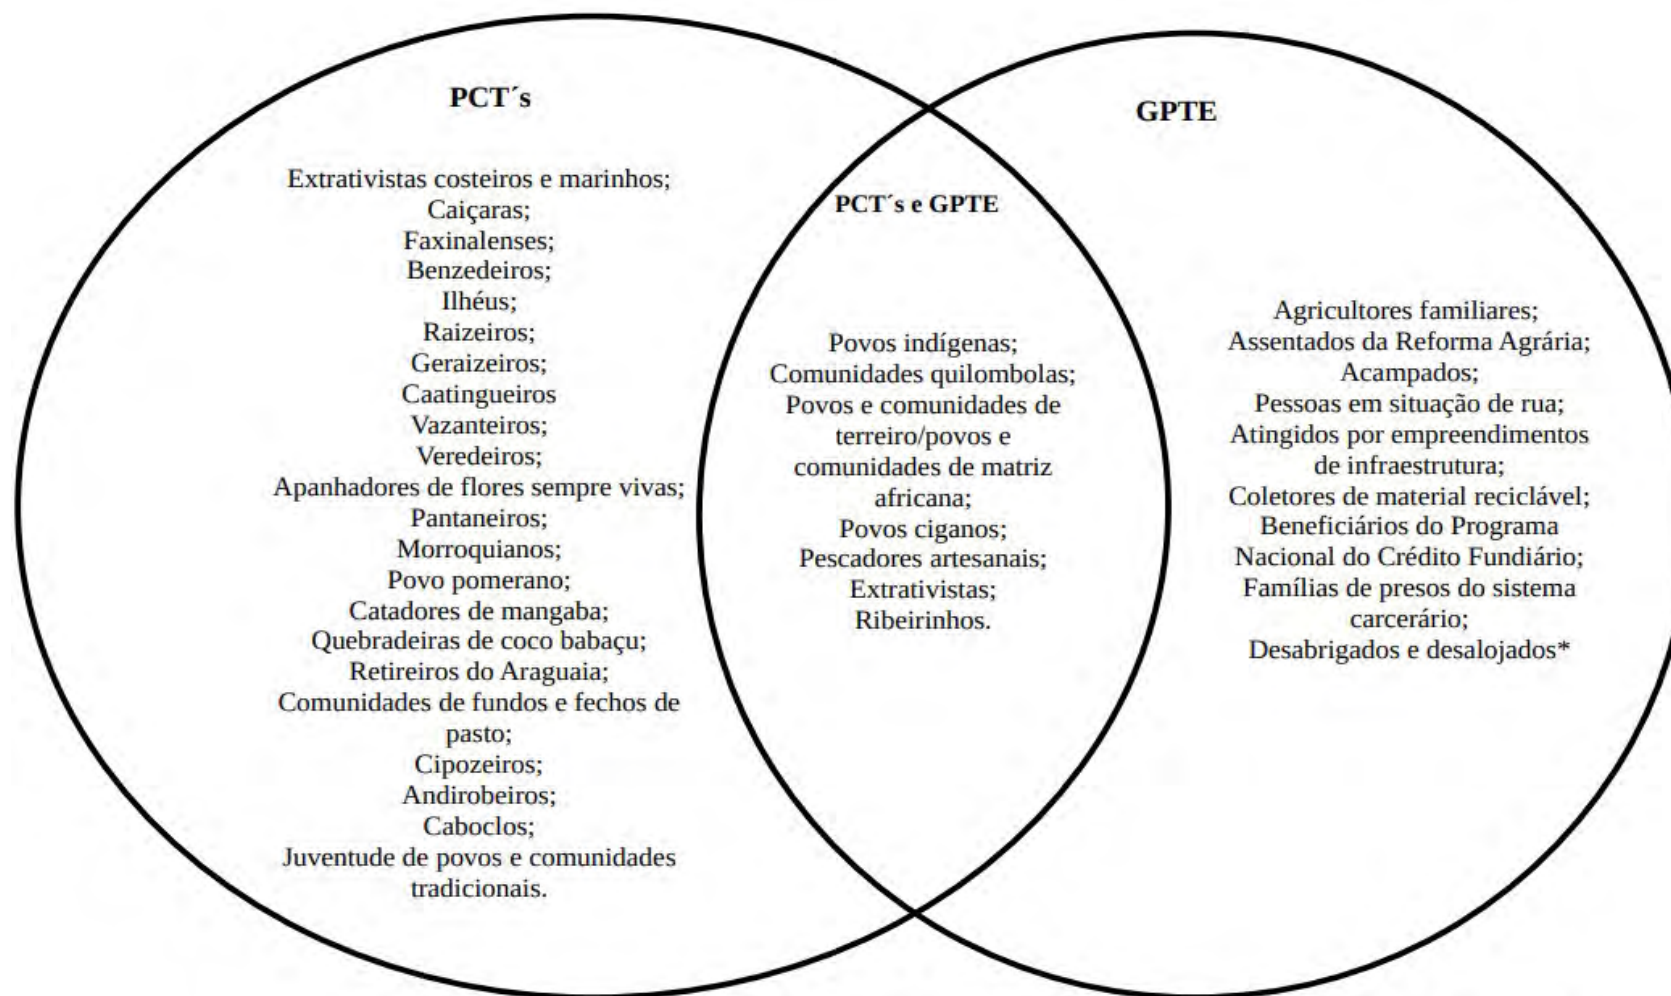 PCT´s
Extrativistas costeiros e marinhos;
Caiçaras;
Faxinalenses;
Benzedeiros;
Ilhéus;
Raizeiros;
Geraizeiros;
Caatingueiros
Vazanteiros;
Veredeiros;
Apanhadores de flores sempre vivas;
Pantaneiros;
Morroquianos;
Povo pomerano;
Catadores de mangaba;
Quebradeiras de coco babaçu;
Retireiros do Araguaia;
Comunidades de fundos e fechos de
pasto;
Cipozeiros;
Andirobeiros;
Caboclos;
Juventude de povos e comunidades
tradicionais.
PCT´s e GPTE
Povos indígenas;
Comunidades quilombolas;
Povos e comunidades de
terreiro/povos e
comunidades de matriz
africana;
Povos ciganos;
Pescadores artesanais;
Extrativistas;
Ribeirinhos.
GPTE
Agricultores familiares;
Assentados da Reforma Agrária;
Acampados;
Pessoas em situação de rua;
Atingidos por empreendimentos
de infraestrutura;
Coletores de material reciclável;
Beneficiários do Programa
Nacional do Crédito Fundiário;
Famílias de presos do sistema
carcerário;
Desabrigados e desalojados*